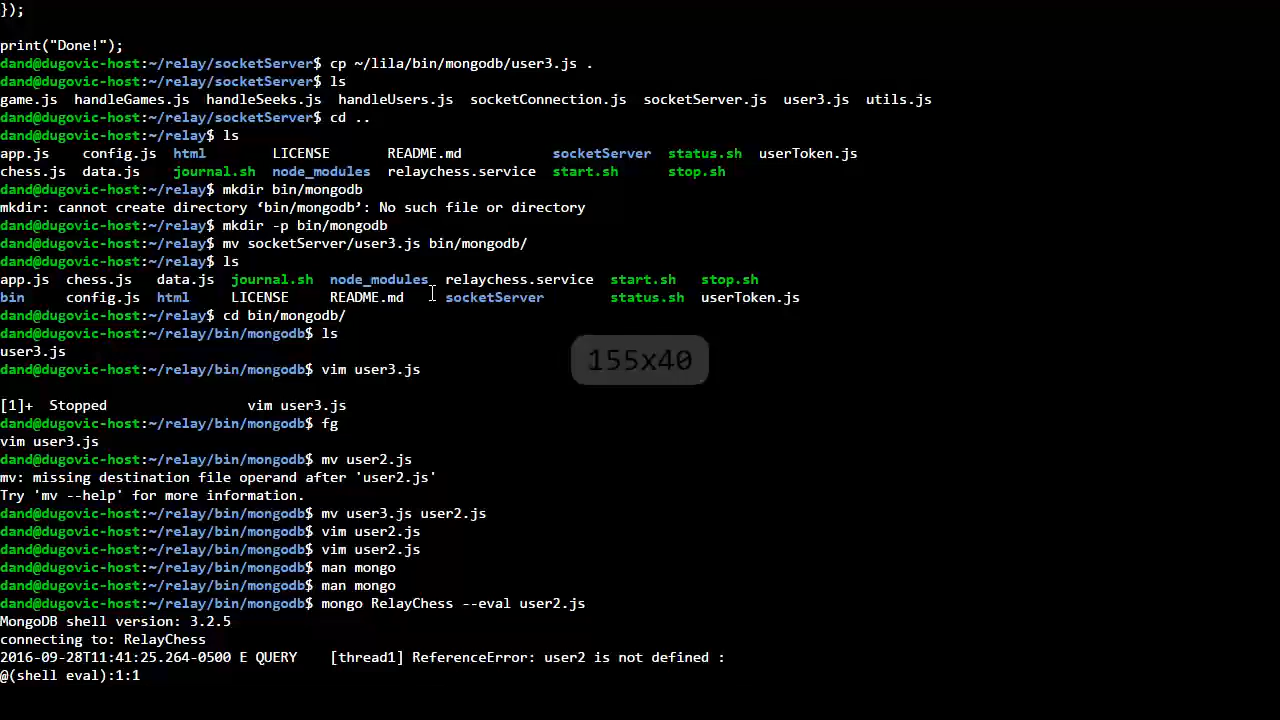 });
print("Done!");
dand@dugovic-host:~/relay/socketServer$ cp ~/lila/bin/mongodb/user3.js .
dand@dugovic-host:~/relay/socketServer$ ls
game.js  handleGames.js  handleSeeks.js  handleUsers.js  socketConnection.js  socketServer.js  user3.js  utils.js
dand@dugovic-host:~/relay/socketServer$ cd ..
dand@dugovic-host:~/relay$ ls
app.js    config.js  html          LICENSE       README.md           socketServer  status.sh  userToken.js
chess.js  data.js    journal.sh  node_modules  relaychess.service  start.sh      stop.sh
dand@dugovic-host:~/relay$ mkdir bin/mongodb
mkdir: cannot create directory ‘bin/mongodb’: No such file or directory
dand@dugovic-host:~/relay$ mkdir -p bin/mongodb
dand@dugovic-host:~/relay$ mv socketServer/user3.js bin/mongodb/
dand@dugovic-host:~/relay$ ls
app.js  chess.js   data.js  journal.sh  node_modules  relaychess.service  start.sh   stop.sh
bin     config.js  html     LICENSE     README.md     socketServer        status.sh  userToken.js
dand@dugovic-host:~/relay$ cd bin/mongodb/
dand@dugovic-host:~/relay/bin/mongodb$ ls
user3.js
155x40
dand@dugovic-host:~/relay/bin/mongodb$ vim user3.js
[1]+  Stopped                 vim user3.js
dand@dugovic-host:~/relay/bin/mongodb$ fg
vim user3.js
dand@dugovic-host:~/relay/bin/mongodb$ mv user2.js
mv: missing destination file operand after 'user2.js'
Try 'mv --help' for more information.
dand@dugovic-host:~/relay/bin/mongodb$ mv user3.js user2.js
dand@dugovic-host:~/relay/bin/mongodb$ vim user2.js
dand@dugovic-host:~/relay/bin/mongodb$ vim user2.js
dand@dugovic-host:~/relay/bin/mongodb$ man mongo
dand@dugovic-host:~/relay/bin/mongodb$ man mongo
dand@dugovic-host:~/relay/bin/mongodb$ mongo RelayChess --eval user2.js
MongoDB shell version: 3.2.5
connecting to: RelayChess
2016-09-28T11:41:25.264-0500 E QUERY    [thread1] ReferenceError: user2 is not defined :
@(shell eval):1:1